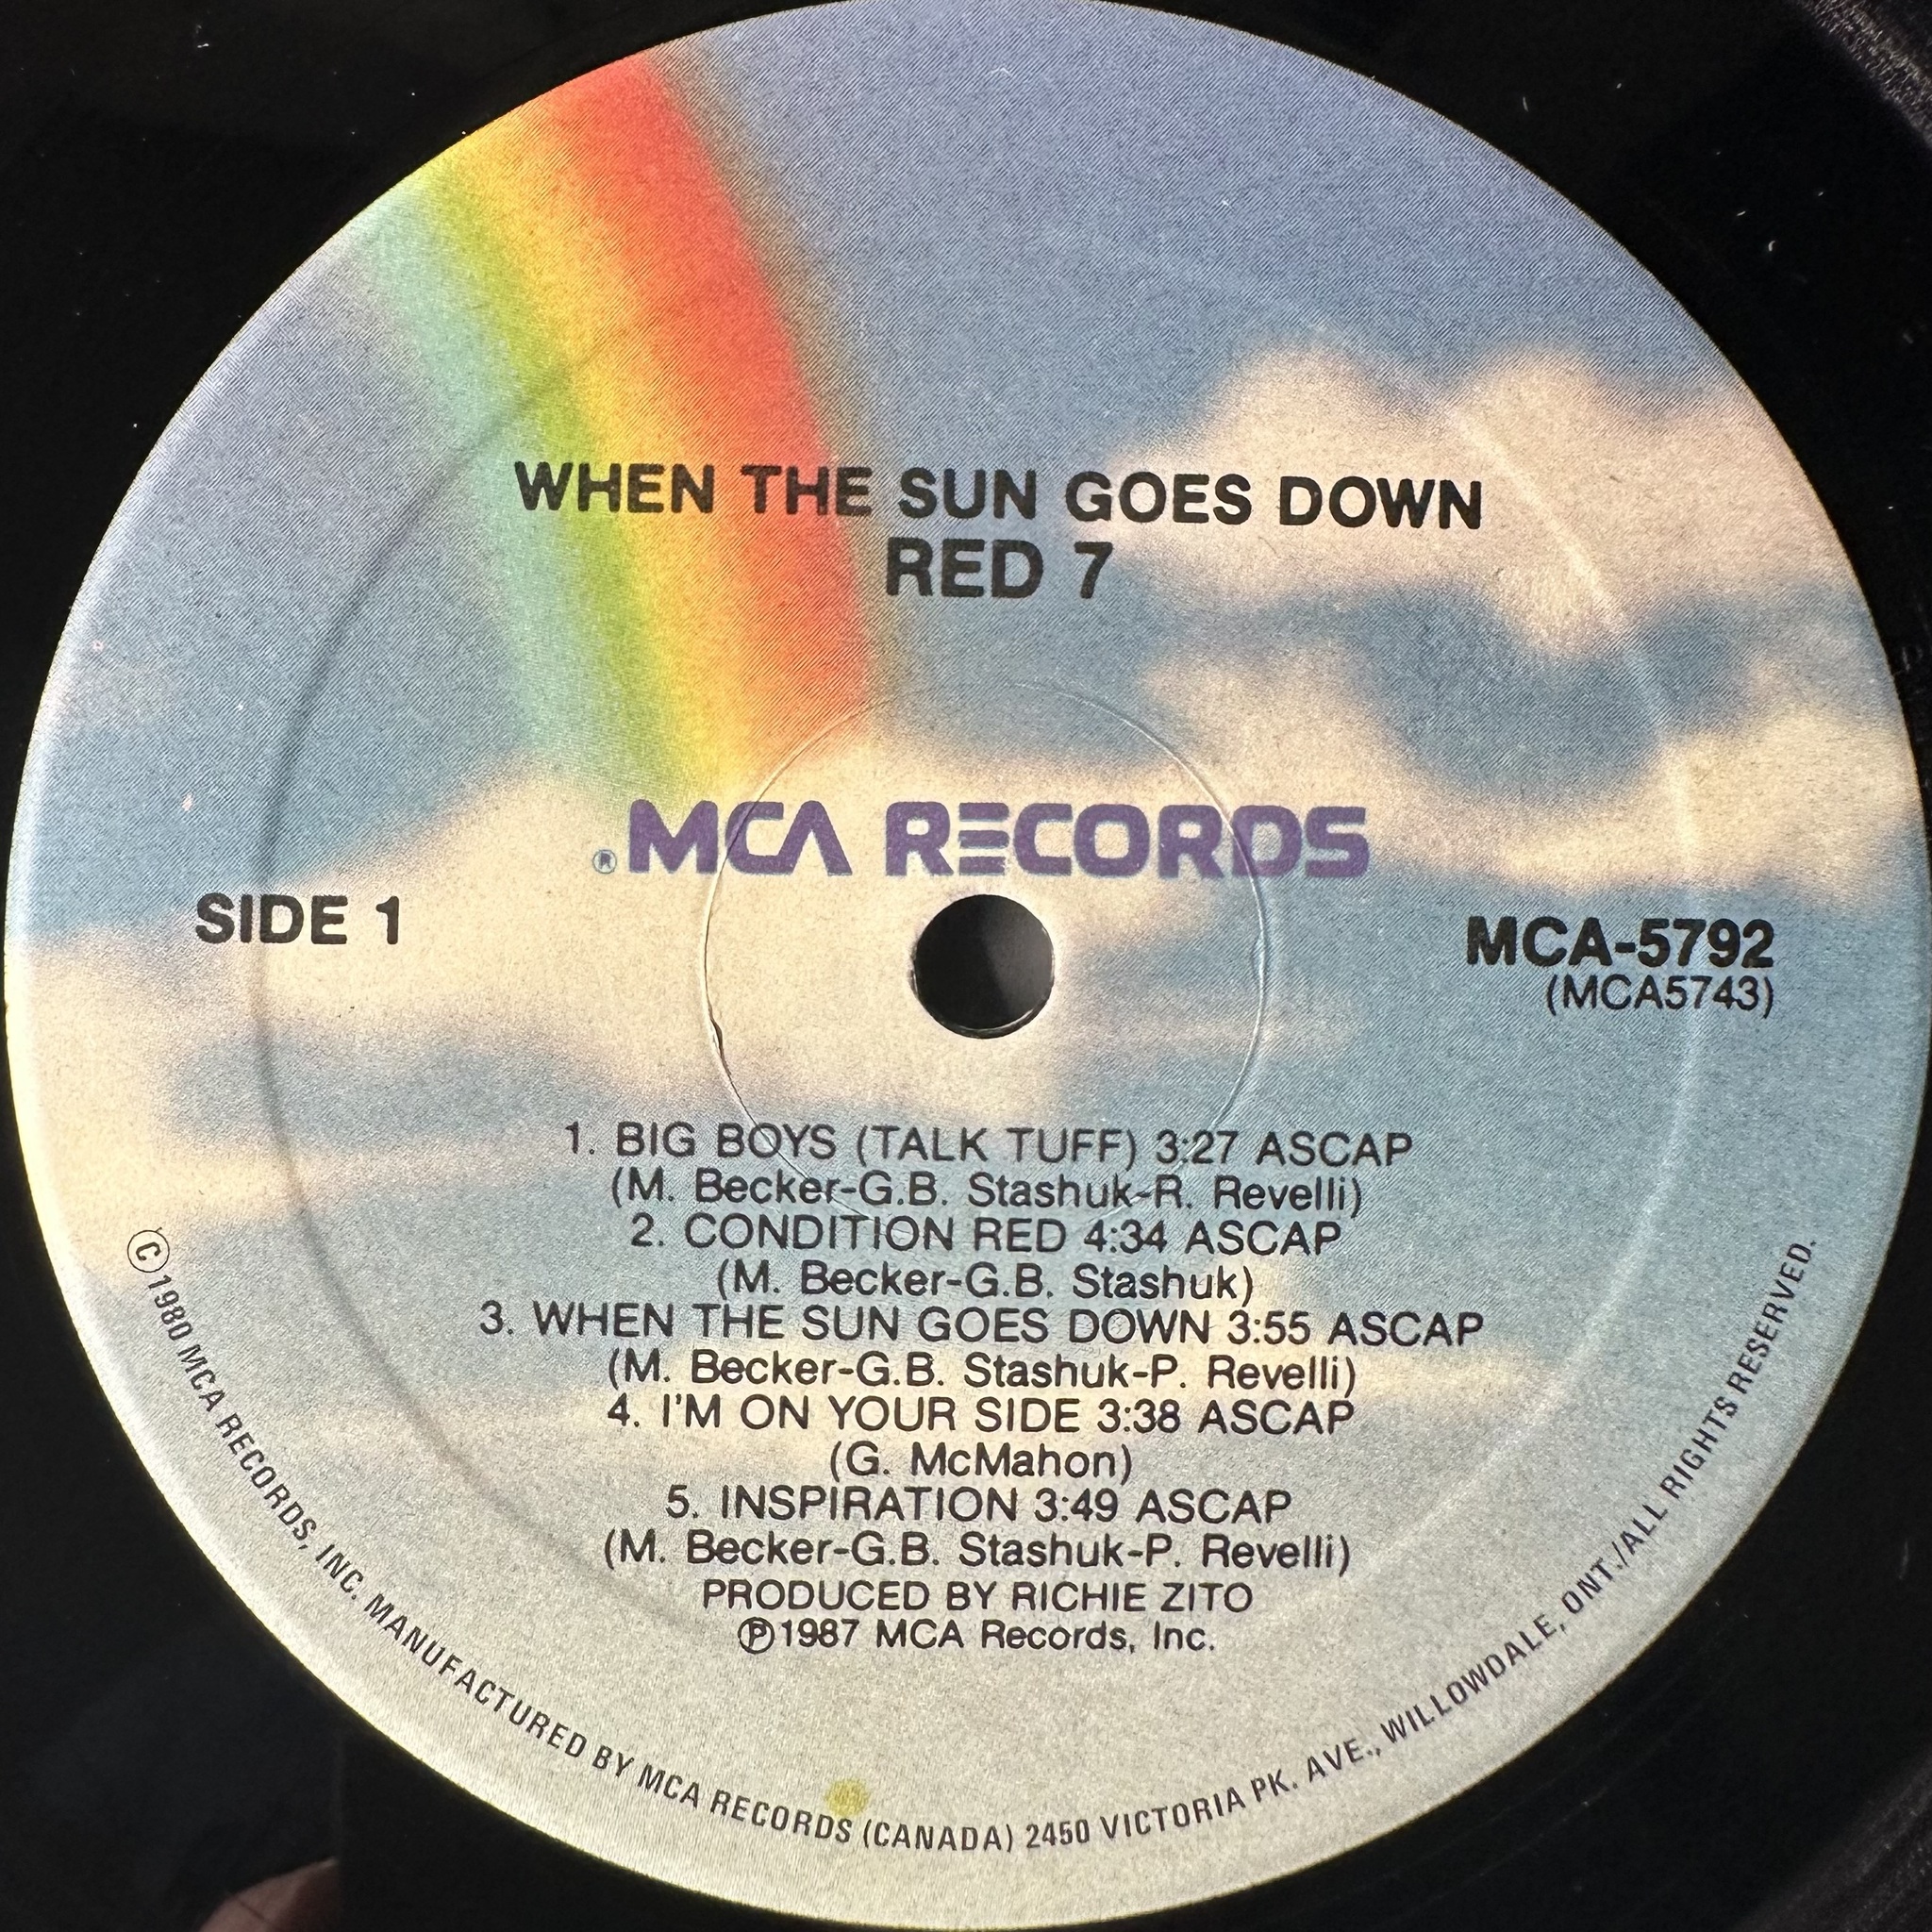 WHEN THE SUN GOES DOWN
RED 7
® MCA RECORDS
SIDE 1
MCA-5792
(MCA5743)
1. BIG BOYS (TALK TUFF) 3:27 ASCAP
(M. Becker-G.B. Stashuk-R. Revelli)
2. CONDITION RED 4:34 ASCAP
(M. Becker-G.B. Stashuk)
3. WHEN THE SUN GOES DOWN 3:55 ASCAP
(M. Becker-G.B. Stashuk-P. Revelli)
4. I'M ON YOUR SIDE 3:38 ASCAP
(G. McMahon)
5. INSPIRATION 3:49 ASCAP
(M. Becker-G.B. Stashuk-P. Revelli)
PRODUCED BY RICHIE ZITO
℗1987 MCA Records, Inc.
©1980 MCA RECORDS, INC. MANUFACTURED BY MCA RECORDS (CANADA) 2450 VICTORIA PK. AVE., WILLOWDALE, ONT./ALL RIGHTS RESERVED.